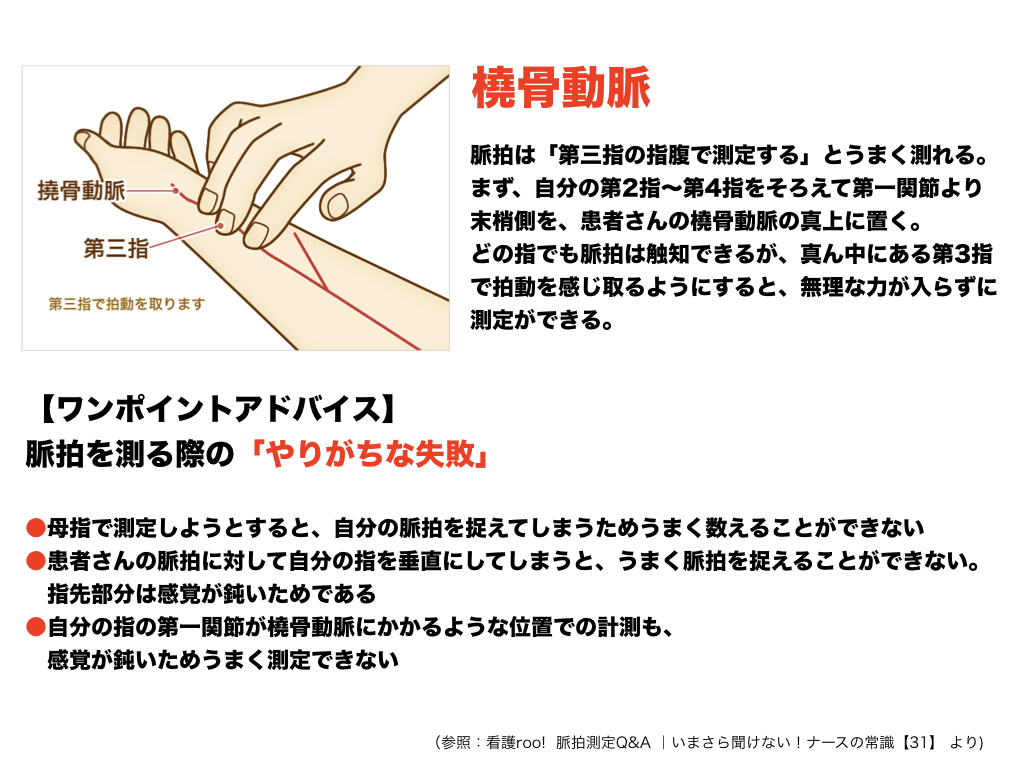 橈骨動脈
第三指
第三指で拍動を取ります
橈骨動脈
脈拍は「第三指の指腹で測定する」とうまく測れる。
まず、自分の第2指〜第4指をそろえて第一関節より
末梢側を、患者さんの橈骨動脈の真上に置く。
どの指でも脈拍は触知できるが、真ん中にある第3指
で拍動を感じ取るようにすると、無理な力が入らずに
測定ができる。
【ワンポイントアドバイス】
脈拍を測る際の「やりがちな失敗」
●母指で測定しようとすると、自分の脈拍を捉えてしまうためうまく数えることができない
●患者さんの脈拍に対して自分の指を垂直にしてしまうと、うまく脈拍を捉えることができない。
指先部分は感覚が鈍いためである
●自分の指の第一関節が橈骨動脈にかかるような位置での計測も、
感覚が鈍いためうまく測定できない
（参照：看護roo! 脈拍測定Q&A ｜いまさら聞けない！ナースの常識【31】 より)